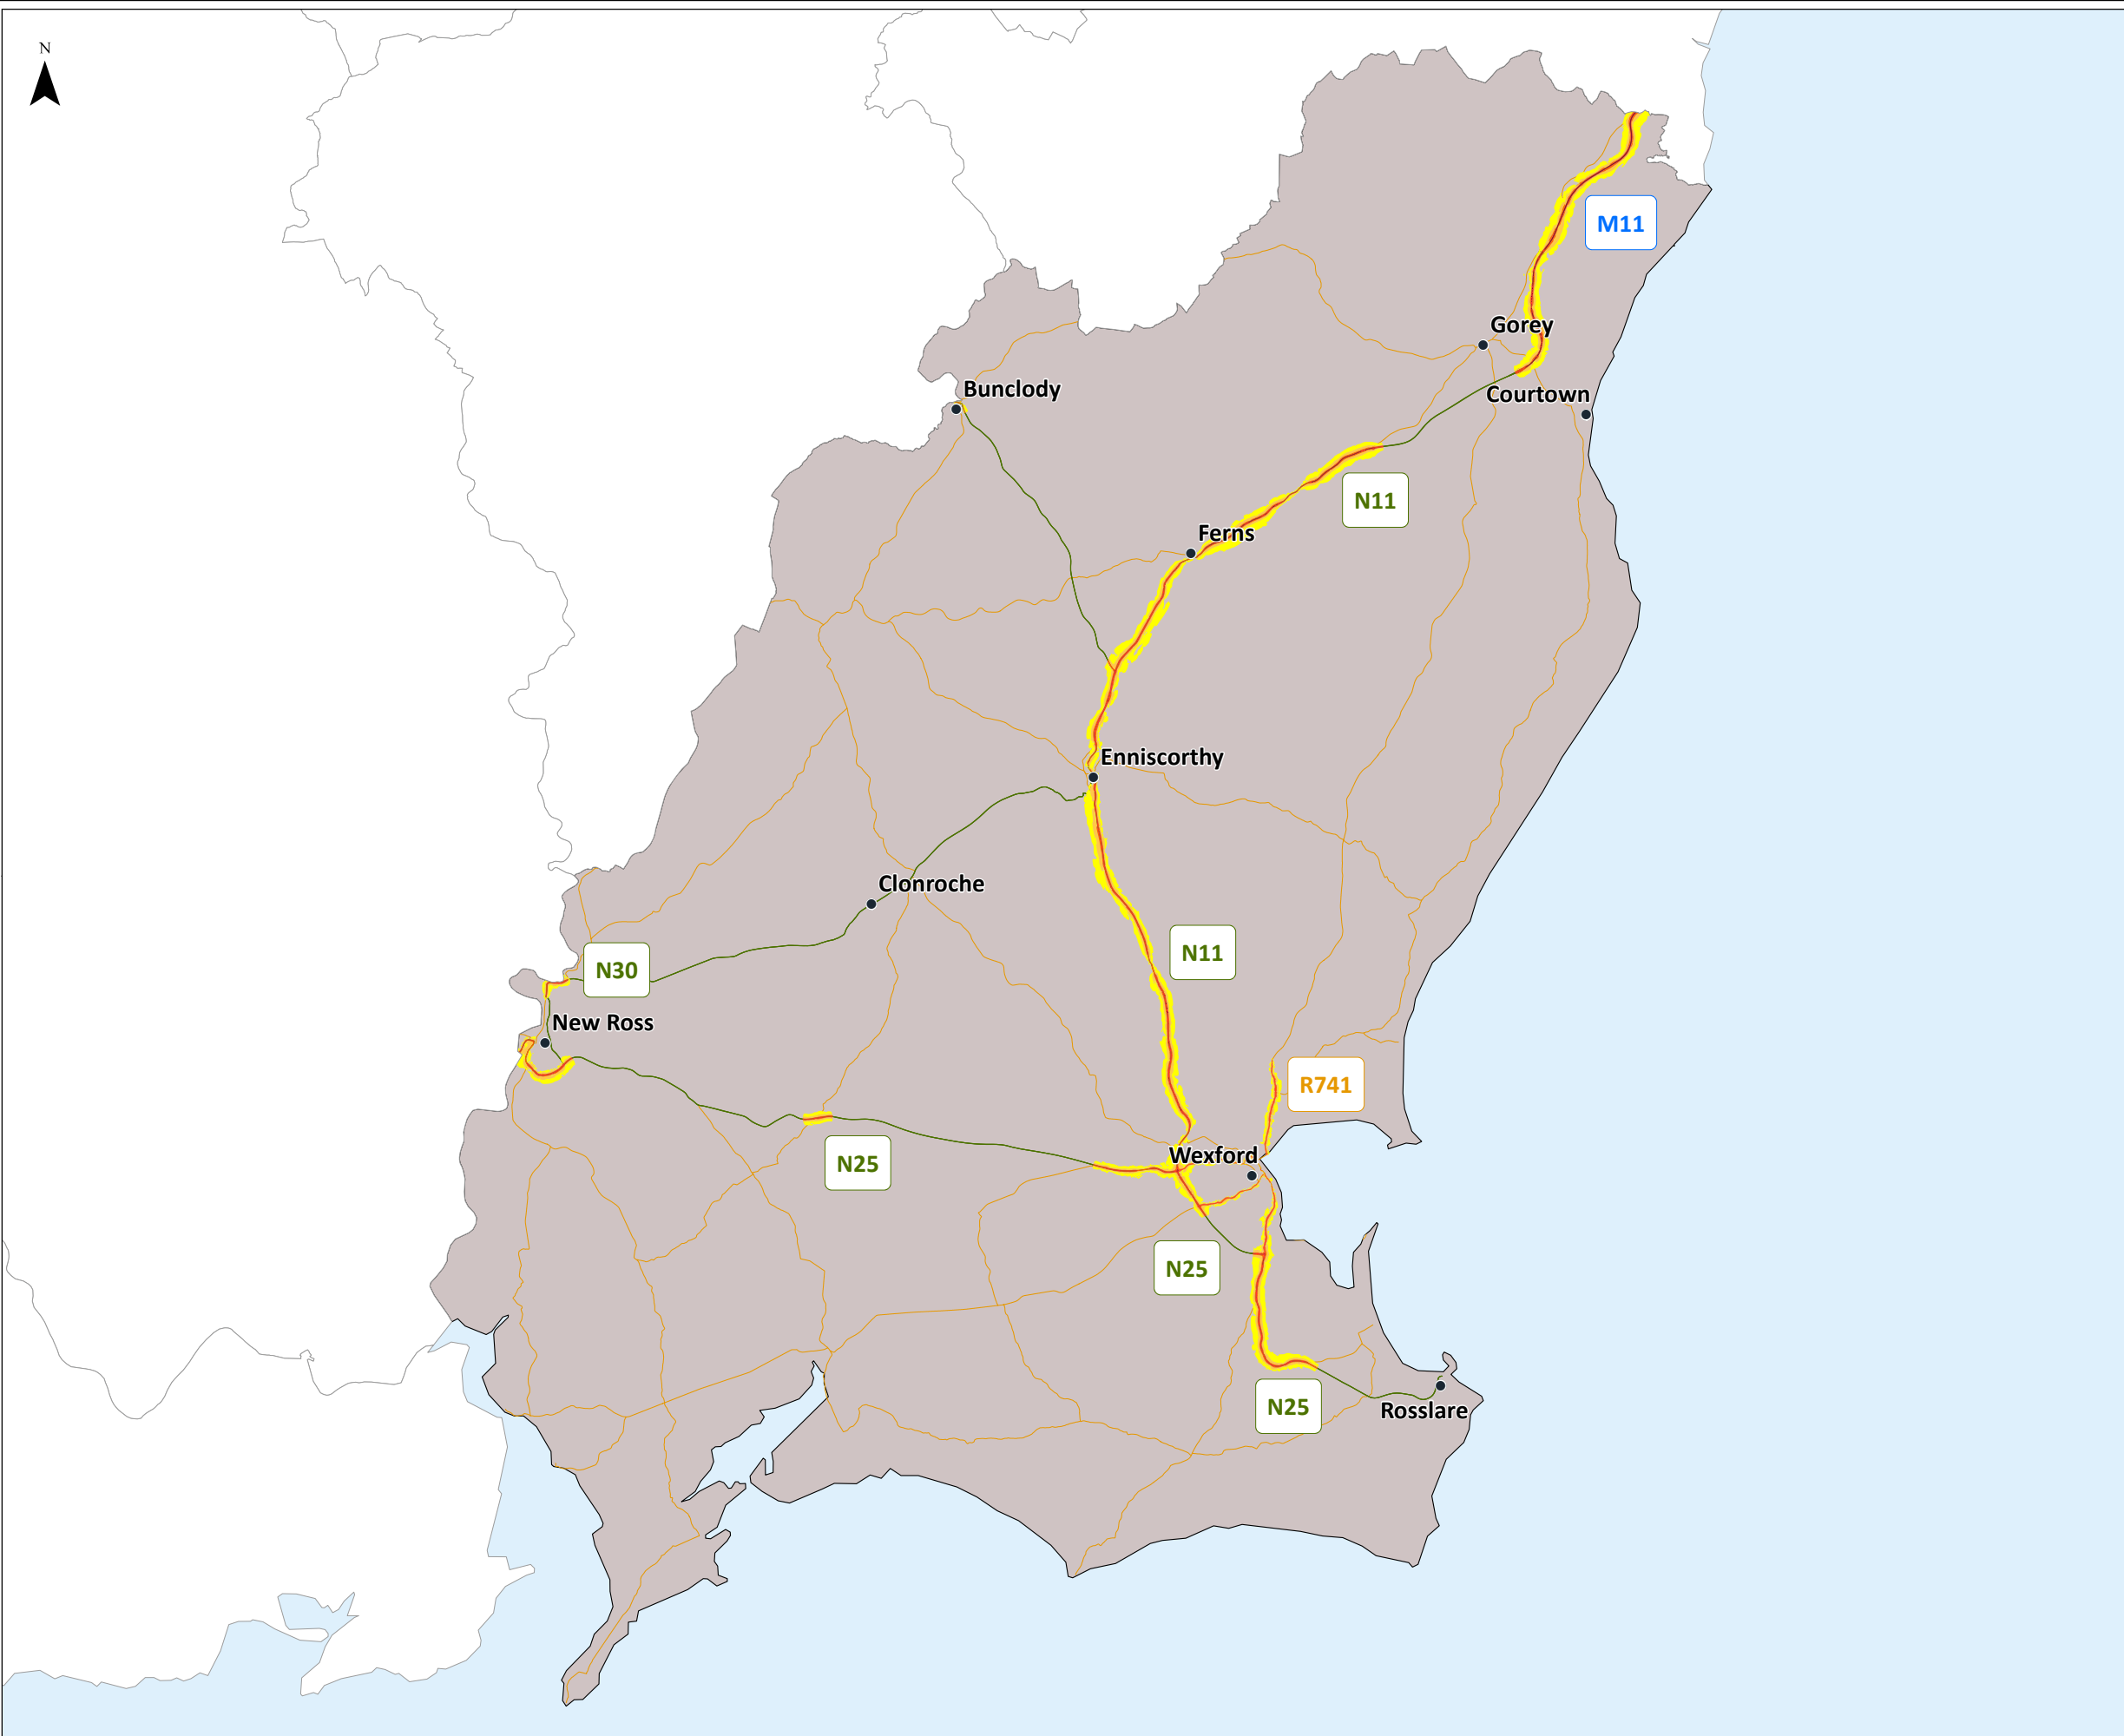 N
M11
Gorey
Bunclody
Courtown
N11
Ferns
Enniscorthy
Clonroche
N11
N30
New Ross
R741
Wexford
N25
N25
N25
Rosslare